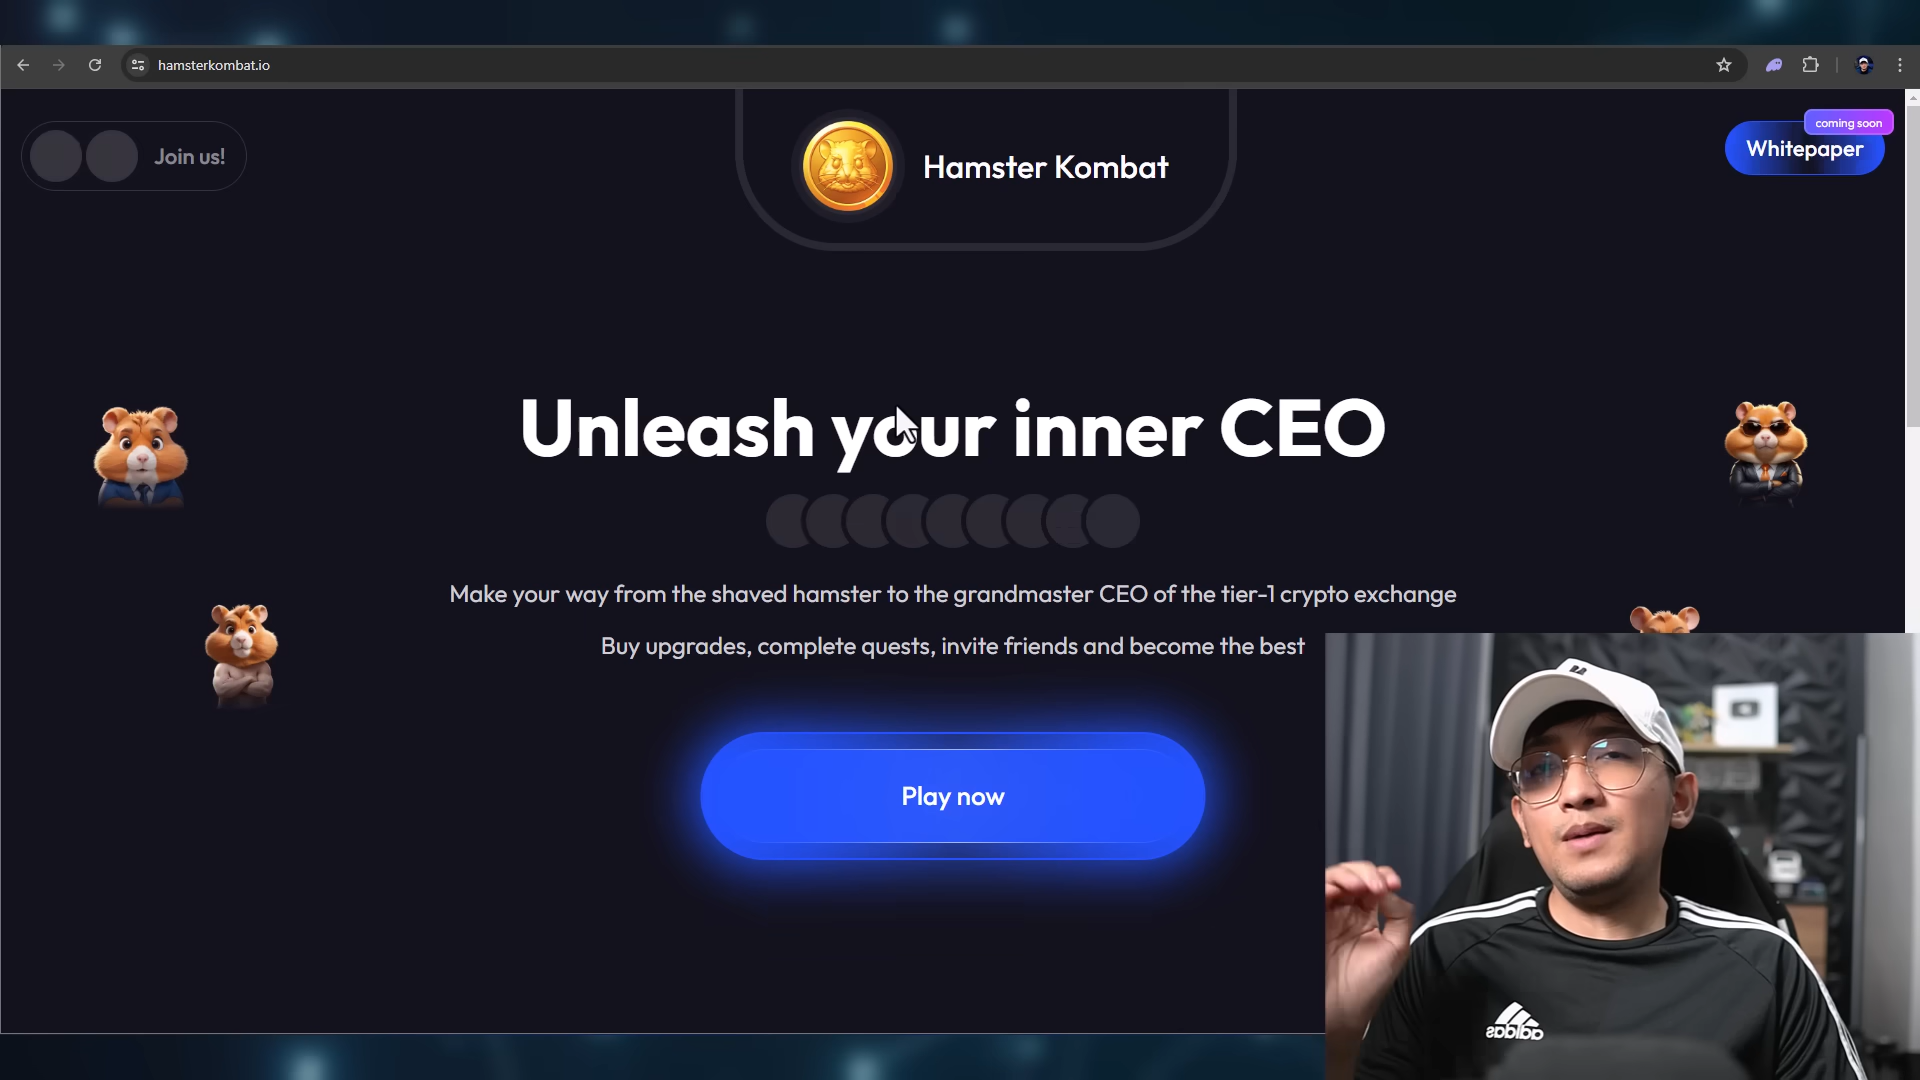 hamsterkombat.io
Join us!
Hamster Kombat
coming soon
Whitepaper
Unleash your inner CEO
Make your way from the shaved hamster to the grandmaster CEO of the tier-1 crypto exchange
Buy upgrades, complete quests, invite friends and become the best
Play now
adidas